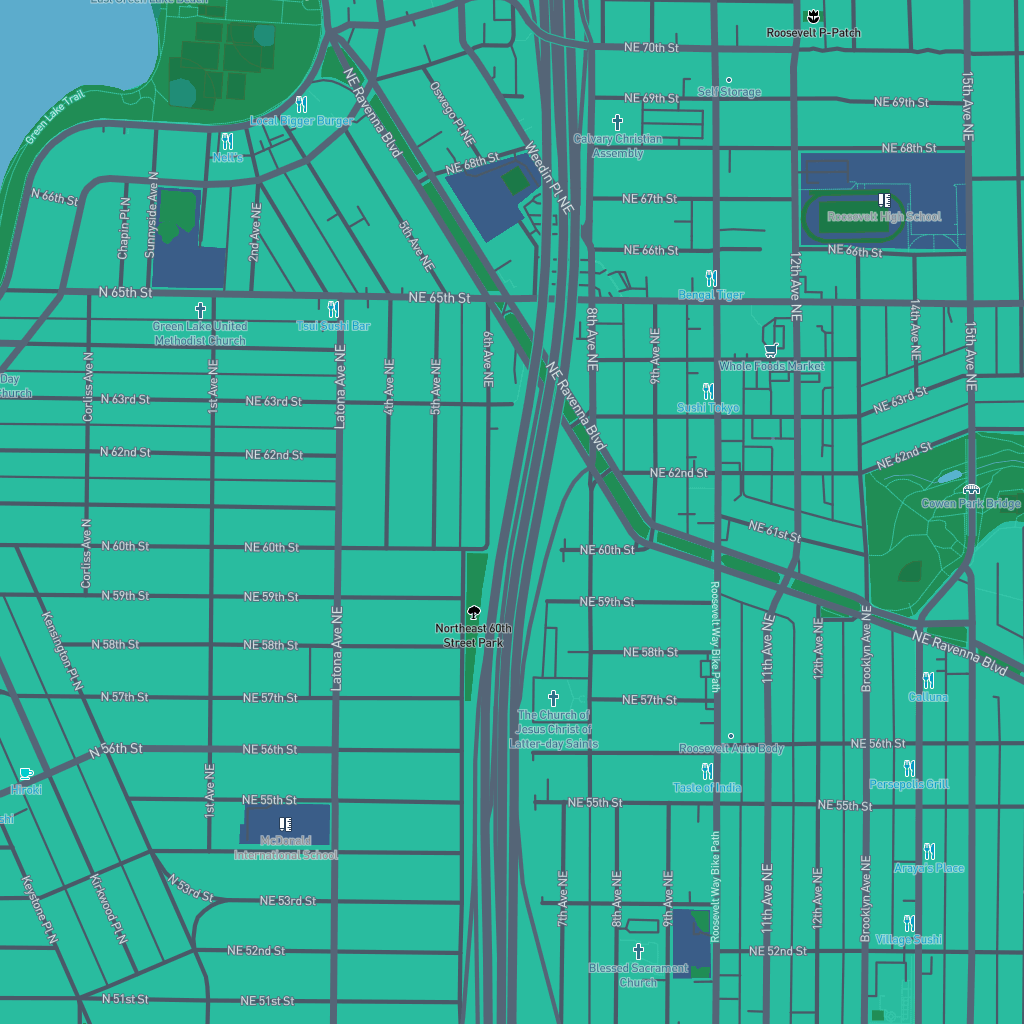 East Green Lake Beach
Roosevelt P-Patch
NE 70th St
Self Storage
NE 69th St
NE 69th St
15th Ave NE
Green Lake Trail
NE Ravenna Blvd
Oswego Pl NE
Local Bigger Burger
Nell's
Calvary Christian
Assembly
NE 68th St
NE 68th St
Weedin Pl NE
N 66th St
Chapin Pl N
Sunnyside Ave N
2nd Ave NE
5th Ave NE
NE 67th St
NE 66th St
Roosevelt High School
NE 66th St
N 65th St
NE 65th St
Bengal Tiger
12th Ave NE
Green Lake United
Methodist Church
Tsui Sushi Bar
8th Ave NE
9th Ave NE
14th Ave NE
15th Ave NE
Whole Foods Market
Day
Church
Corliss Ave N
1st Ave NE
Latona Ave NE
4th Ave NE
5th Ave NE
6th Ave NE
NE Ravenna Blvd
Sushi Tokyo
N 63rd St
NE 63rd St
NE 63rd St
N 62nd St
NE 62nd St
NE 62nd St
NE 62nd St
Cowen Park Bridge
Corliss Ave N
N 60th St
NE 60th St
NE 60th St
NE 61st St
N 59th St
NE 59th St
NE 59th St
Kensington Pl N
Latona Ave NE
Northeast 60th
Street Park
Roosevelt Way Bike Path
11th Ave NE
12th Ave NE
Brooklyn Ave NE
NE Ravenna Blvd
N 58th St
NE 58th St
NE 58th St
N 57th St
NE 57th St
NE 57th St
Calluna
The Church of
Jesus Christ of
Latter-day Saints
N 56th St
NE 56th St
Roosevelt Auto Body
NE 56th St
Hiroki
1st Ave NE
Taste of India
Persepolis Grill
shi
NE 55th St
NE 55th St
NE 55th St
McDonald
International School
Roosevelt Way Bike Path
Araya's Place
Keystone Pl N
Kirkwood Pl N
N 53rd St
NE 53rd St
7th Ave NE
8th Ave NE
9th Ave NE
11th Ave NE
12th Ave NE
Brooklyn Ave NE
Village Sushi
NE 52nd St
NE 52nd St
Blessed Sacrament
Church
N 51st St
NE 51st St